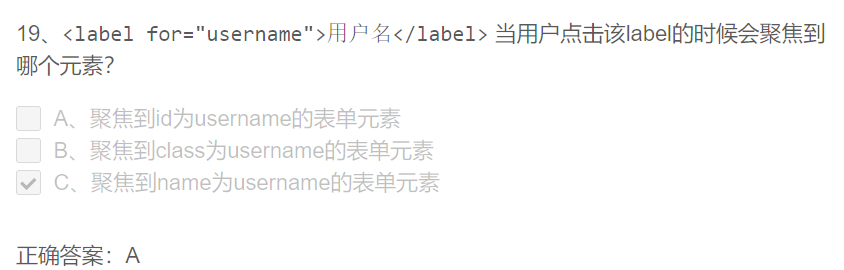 19、<label for="username">用户名</label> 当用户点击该label的时候会聚焦到
哪个元素？
A、聚焦到id为username的表单元素
B、聚焦到class为username的表单元素
C、聚焦到name为username的表单元素
正确答案：A